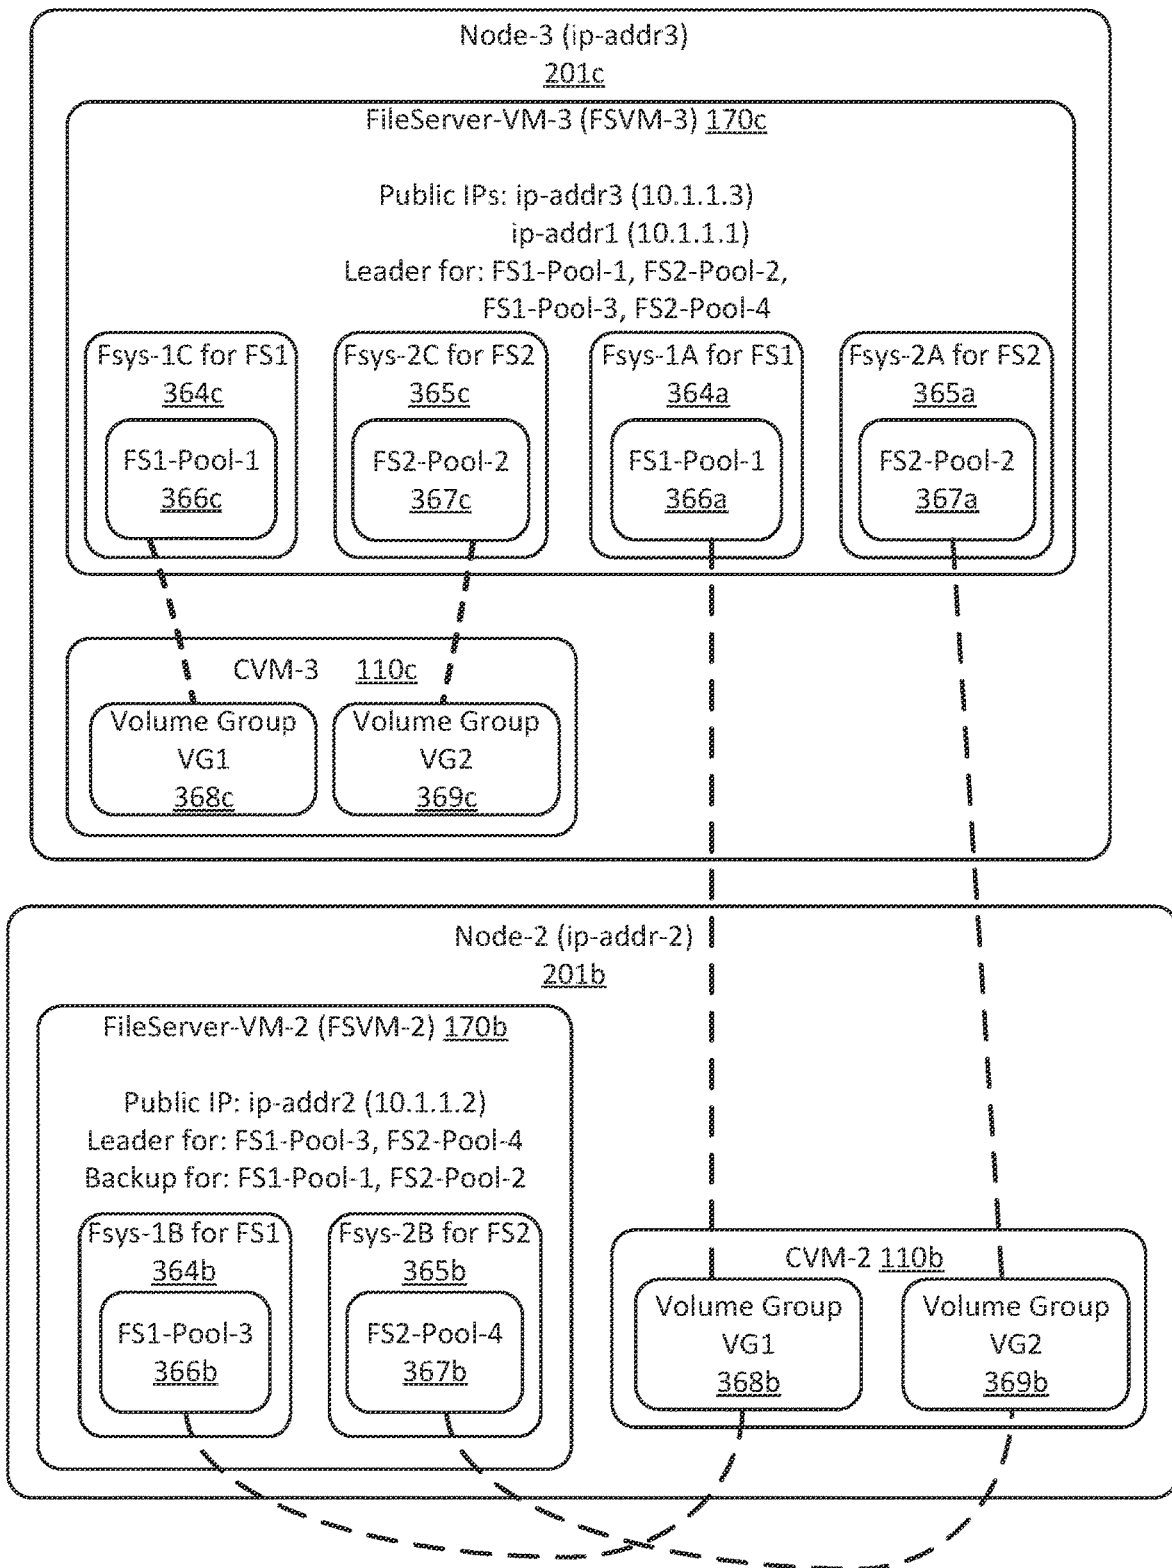 Node-3 (ip-addr3)
201c
FileServer-VM-3 (FSVM-3) 170c
Public IPs: ip-addr3 (10.1.1.3)
ip-addr1 (10.1.1.1)
Leader for: FS1-Pool-1, FS2-Pool-2,
FS1-Pool-3, FS2-Pool-4
Fsys-1C for FS1
364c
FS1-Pool-1
366c
Fsys-2C for FS2
365c
FS2-Pool-2
367c
Fsys-1A for FS1
364a
FS1-Pool-1
366a
Fsys-2A for FS2
365a
FS2-Pool-2
367a
CVM-3 110c
Volume Group
VG1
368c
Volume Group
VG2
369c
Node-2 (ip-addr-2)
201b
FileServer-VM-2 (FSVM-2) 170b
Public IP: ip-addr2 (10.1.1.2)
Leader for: FS1-Pool-3, FS2-Pool-4
Backup for: FS1-Pool-1, FS2-Pool-2
Fsys-1B for FS1
364b
FS1-Pool-3
366b
Fsys-2B for FS2
365b
FS2-Pool-4
367b
CVM-2 110b
Volume Group
VG1
368b
Volume Group
VG2
369b